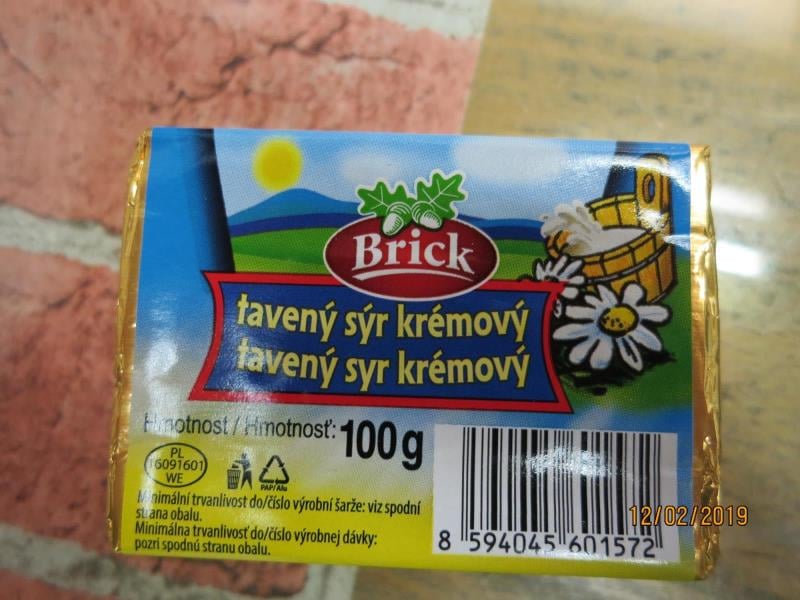 Brick
tavený sýr krémový
tavený syr krémový
Hmotnost / Hmotnosť: 100g
PL
16091601
WE
PAP/Alu
Minimální trvanlivost do/číslo výrobní šarže: viz spodní
strana obalu.
Minimálna trvanlivosť do/číslo výrobnej dávky:
pozri spodnú stranu obalu.
8 594045 601572
12/02/2019